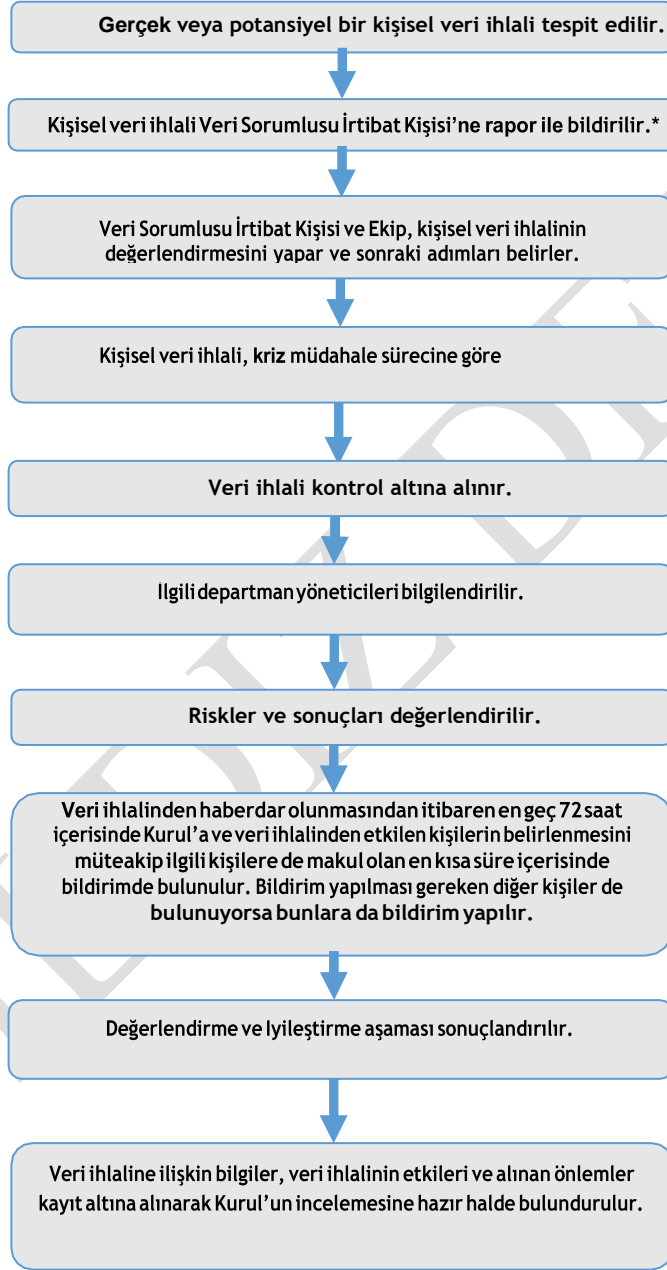 Gerçek veya potansiyel bir kişisel veri ihlali tespit edilir.
Kişisel veri ihlali Veri Sorumlusu İrtibat Kişisi’ne rapor ile bildirilir.*
Veri Sorumlusu İrtibat Kişisi ve Ekip, kişisel veri ihlalinin
değerlendirmesini yapar ve sonraki adımları belirler.
Kişisel veri ihlali, kriz müdahale sürecine göre
Veri ihlali kontrol altına alınır.
Ilgili departman yöneticileri bilgilendirilir.
Riskler ve sonuçları değerlendirilir.
Veri ihlalinden haberdar olunmasından itibaren en geç 72 saat
içerisinde Kurul’a ve veri ihlalinden etkilen kişilerin belirlenmesini
müteakip ilgili kişilere de makul olan en kısa süre içerisinde
bildirimde bulunulur. Bildirim yapılması gereken diğer kişiler de
bulunuyorsa bunlara da bildirim yapılır.
Değerlendirme ve Iyileştirme aşaması sonuçlandırılır.
Veri ihlaline ilişkin bilgiler, veri ihlalinin etkileri ve alınan önlemler
kayıt altına alınarak Kurul’un incelemesine hazır halde bulundurulur.